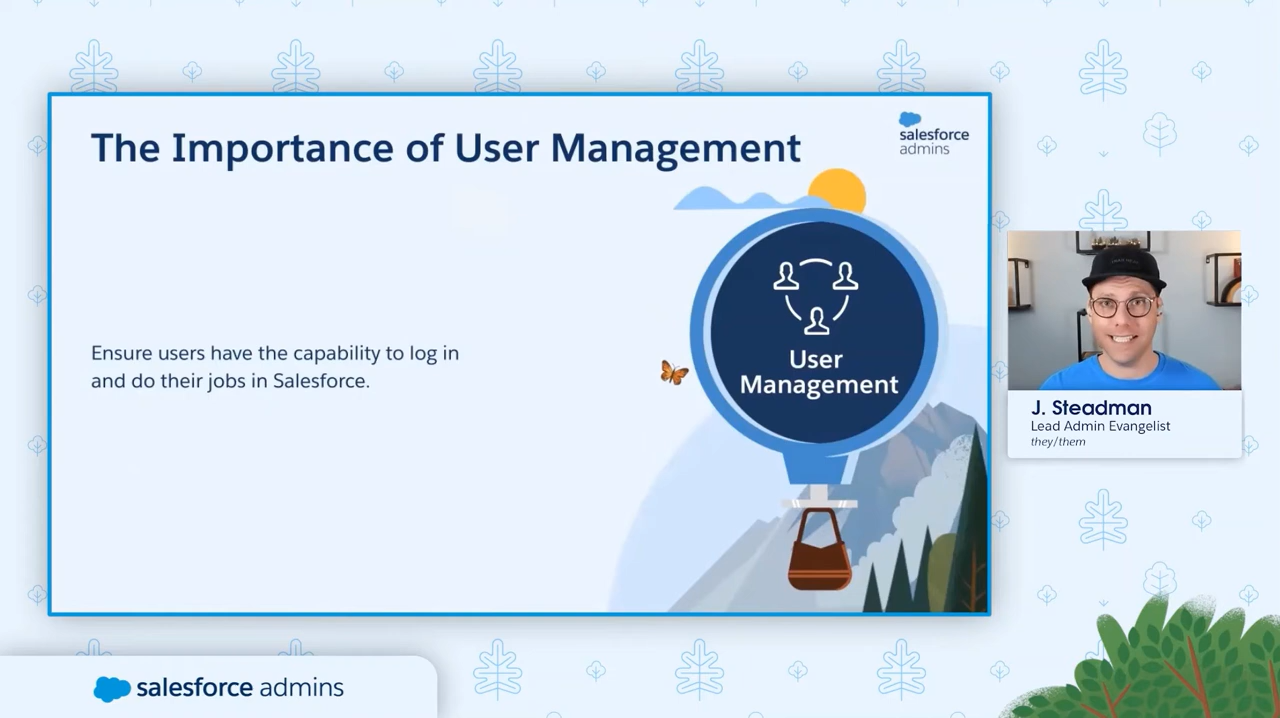 The Importance of User Management
salesforce
admins
Ensure users have the capability to log in
and do their jobs in Salesforce.
User
Management
J. Steadman
Lead Admin Evangelist
they/them
salesforce admins